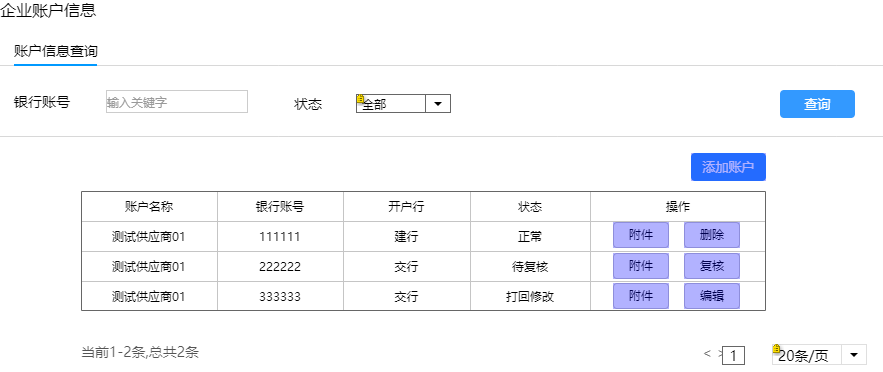 企业账户信息
账户信息查询
银行账号 输入关键字 状态 全部 查询
添加账户
账户名称 银行账号 开户行 状态 操作
测试供应商01 111111 建行 正常 附件 删除
测试供应商01 222222 交行 待复核 附件 复核
测试供应商01 333333 交行 打回修改 附件 编辑
当前1-2条,总共2条 < > 1 20条/页